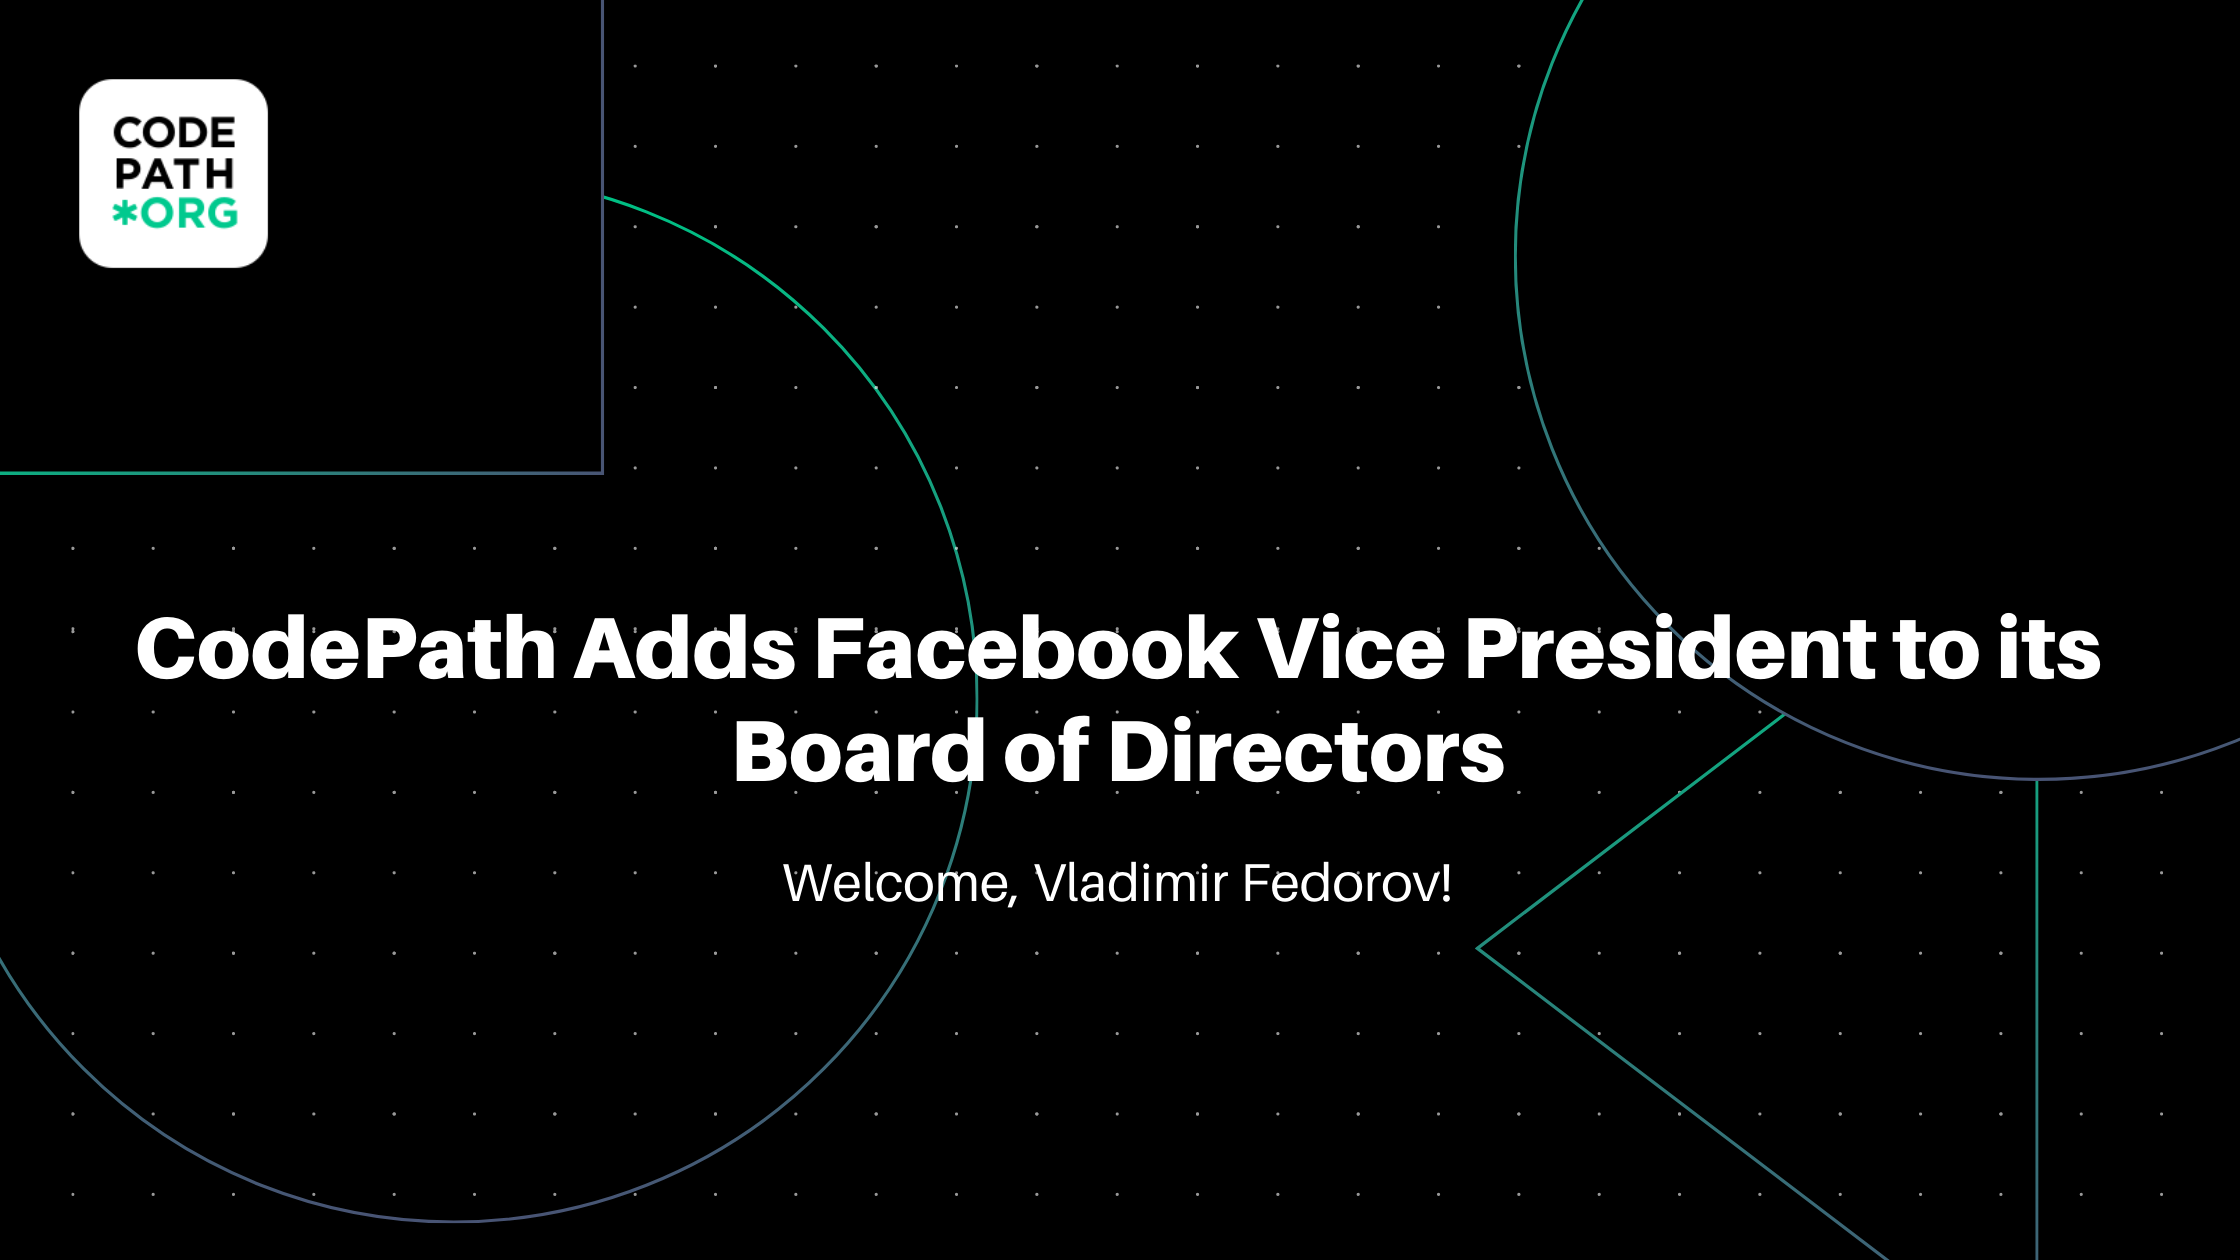 CODE
PATH
*ORG
CodePath Adds Facebook Vice President to its
Board of Directors
Welcome, Vladimir Fedorov!